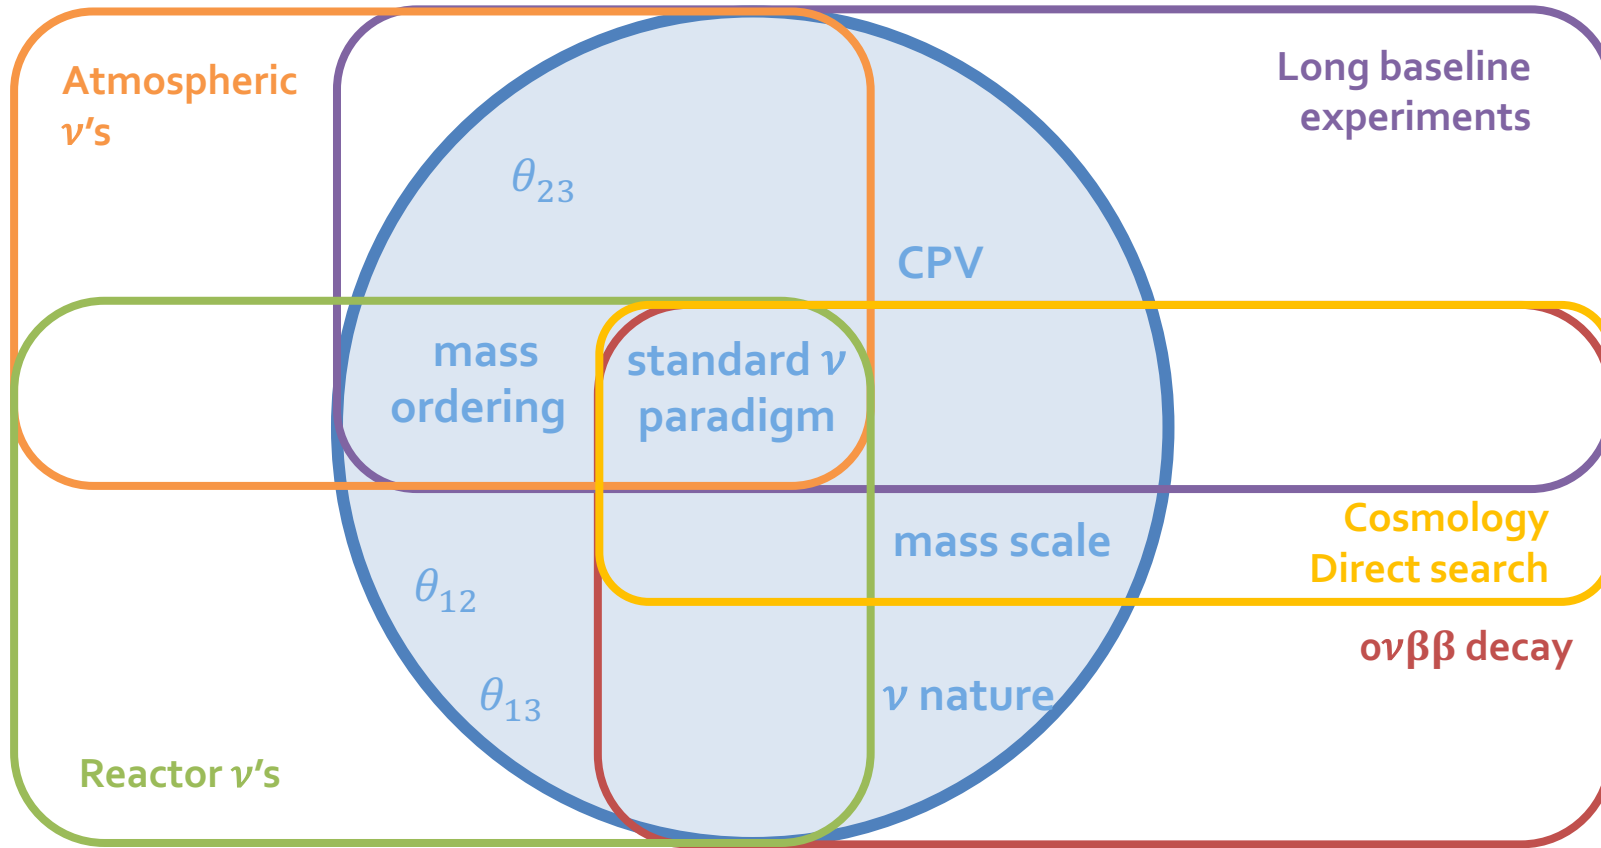 Atmospheric
ν's
Long baseline
experiments
θ23
CPV
mass
ordering
standard ν
paradigm
Cosmology
Direct search
mass scale
θ12
0νββ decay
θ13
ν nature
Reactor ν's